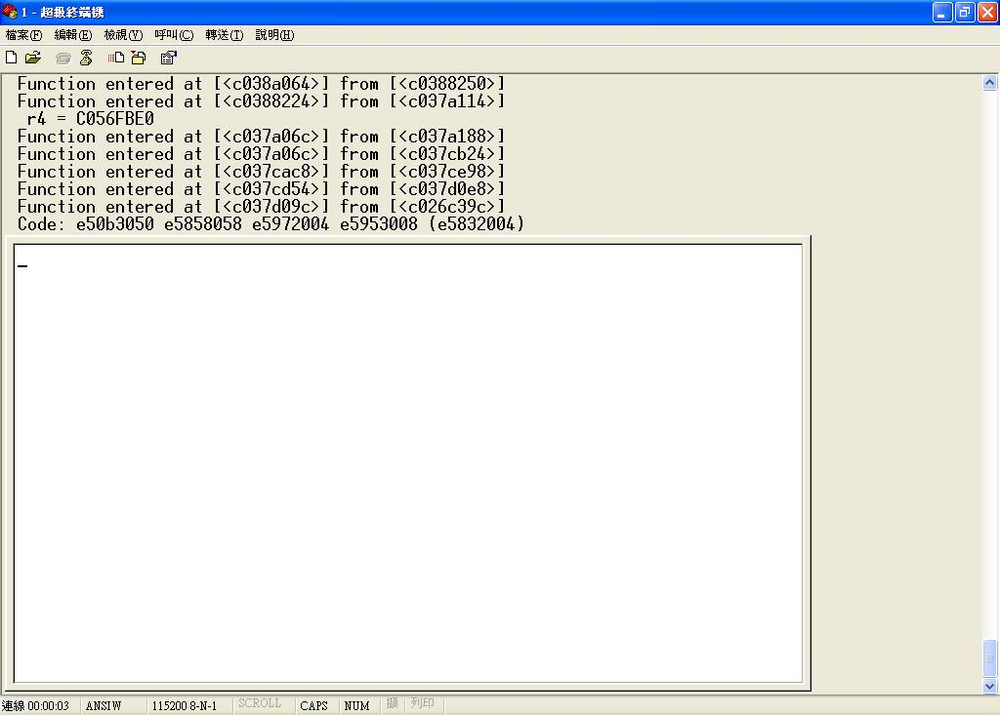 1 - 超級終端機
檔案(F) 編輯(E) 檢視(V) 呼叫(C) 轉送(T) 說明(H)
Function entered at [<c038a064>] from [<c0388250>]
Function entered at [<c0388224>] from [<c037a114>]
r4 = C056FBE0
Function entered at [<c037a06c>] from [<c037a188>]
Function entered at [<c037a06c>] from [<c037cb24>]
Function entered at [<c037cac8>] from [<c037ce98>]
Function entered at [<c037cd54>] from [<c037d0e8>]
Function entered at [<c037d09c>] from [<c026c39c>]
Code: e50b3050 e5858058 e5972004 e5953008 (e5832004)
連線 00:00:03 ANSIW 115200 8-N-1 SCROLL CAPS NUM 擷 列印